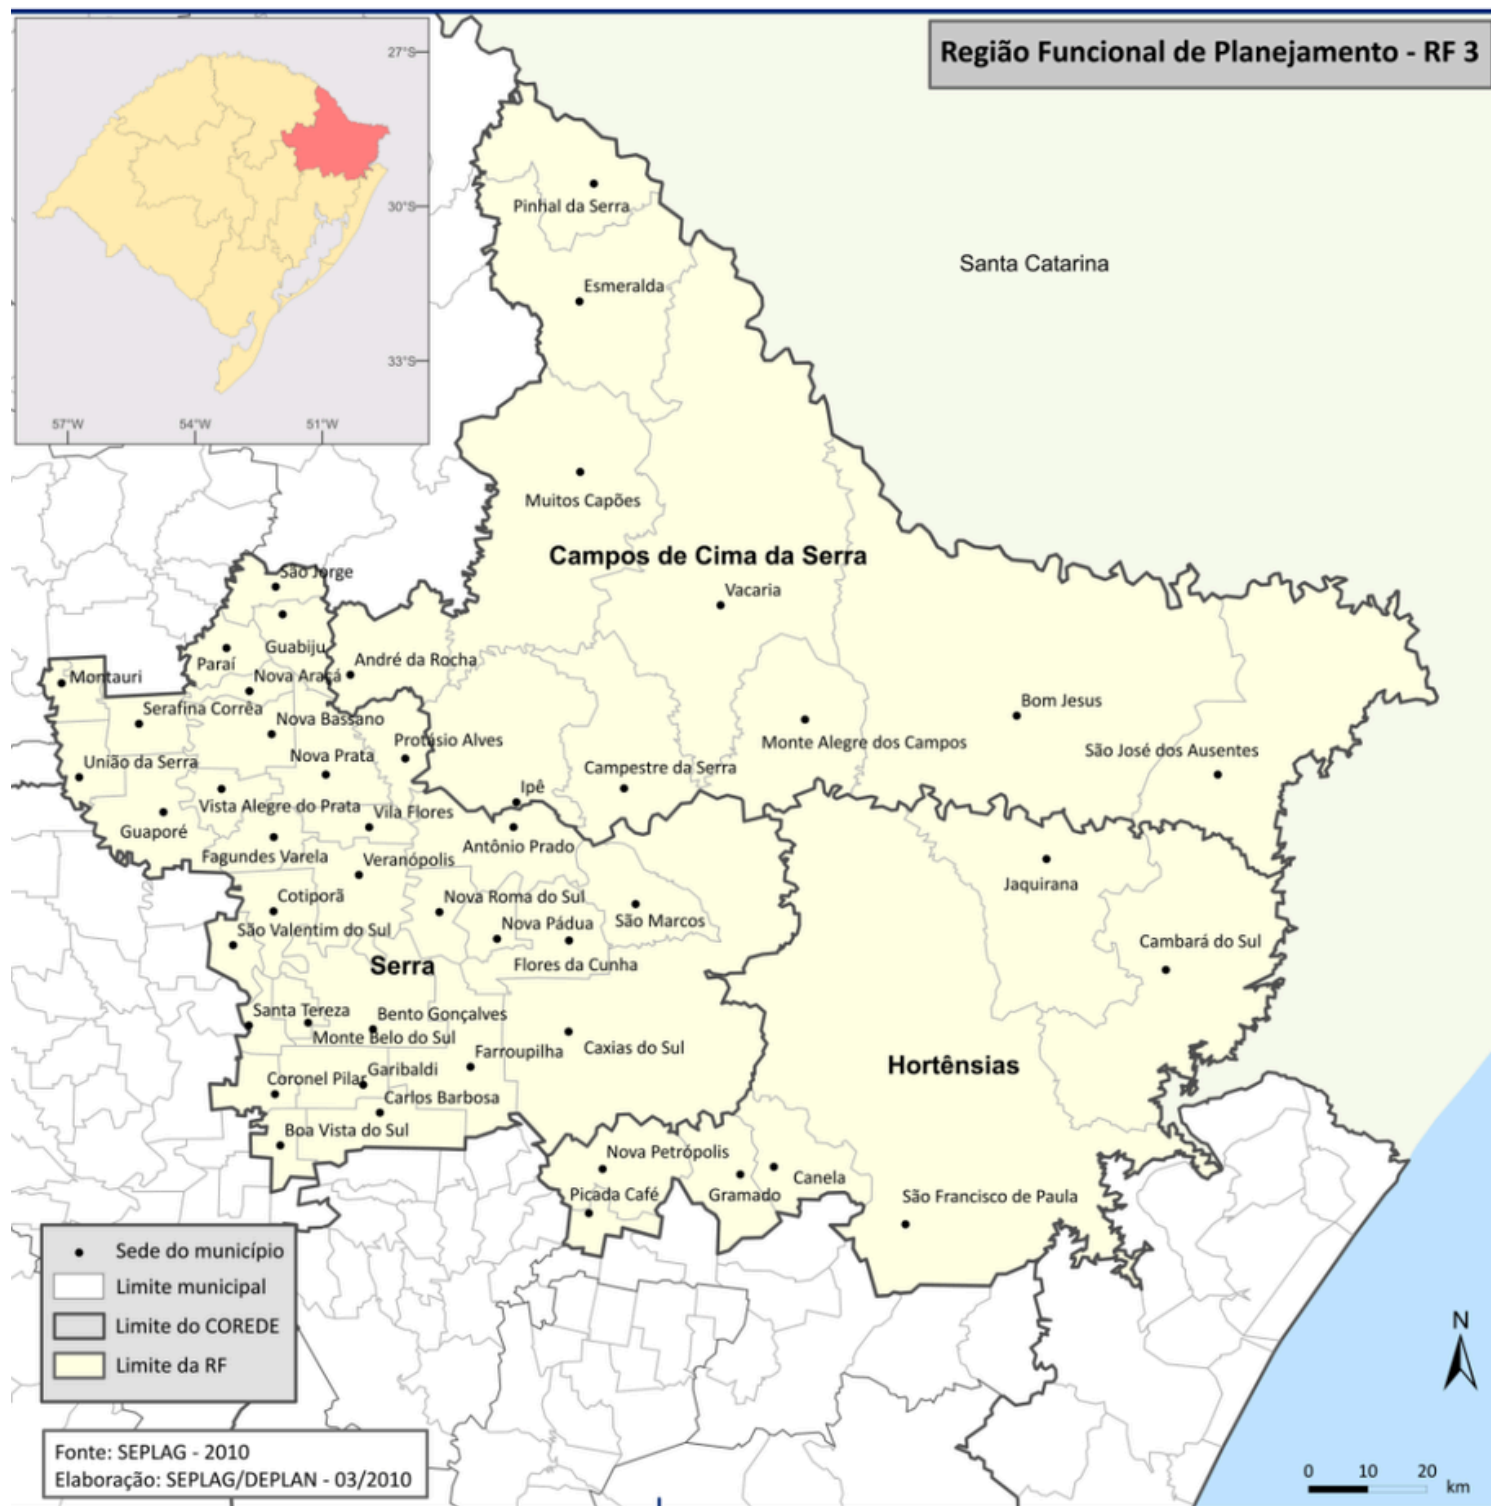 Região Funcional de Planejamento - RF 3
27°S
30°S
33°S
57°W
54°W
51°W
Santa Catarina
Pinhal da Serra
Esmeralda
Muitos Capões
Campos de Cima da Serra
Vacaria
São Jorge
Guabiju
Paraí
André da Rocha
Montauri
Nova Araçá
Serafina Corrêa
Nova Bassano
Bom Jesus
Protásio Alves
Monte Alegre dos Campos
São José dos Ausentes
Nova Prata
União da Serra
Campestre da Serra
Ipê
Vista Alegre do Prata
Vila Flores
Guaporé
Antônio Prado
Fagundes Varela
Veranópolis
Jaquirana
Cotiporã
Nova Roma do Sul
São Marcos
São Valentim do Sul
Nova Pádua
Cambará do Sul
Serra
Flores da Cunha
Santa Tereza
Bento Gonçalves
Monte Belo do Sul
Caxias do Sul
Farroupilha
Hortênsias
Garibaldi
Coronel Pilar
Carlos Barbosa
Boa Vista do Sul
Nova Petrópolis
Canela
Picada Café
Gramado
São Francisco de Paula
Sede do município
Limite municipal
Limite do COREDE
Limite da RF
N
Fonte: SEPLAG - 2010
Elaboração: SEPLAG/DEPLAN - 03/2010
0 10 20
km